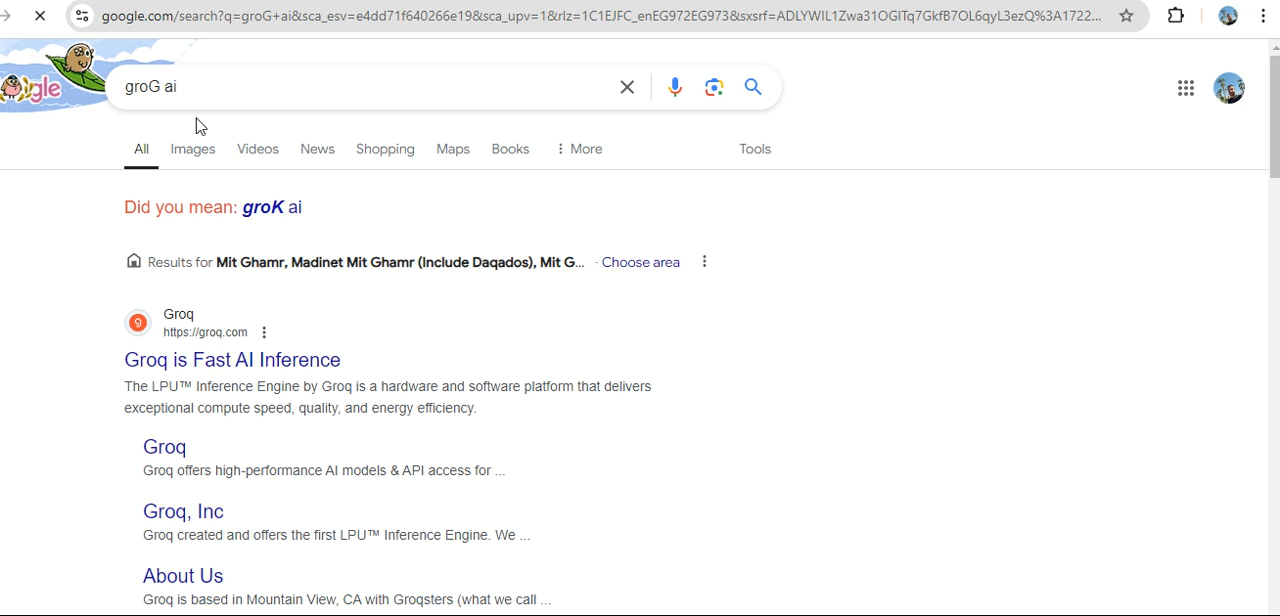 google.com/search?q=groG+ai&sca_esv=e4dd71f640266e19&sca_upv=1&rlz=1C1EJFC_enEG972EG973&sxsrf=ADLYWIL1Zwa31OGITq7GkfB7OL6qyL3ezQ%3A1722...
gle
groG ai
All Images Videos News Shopping Maps Books More Tools
Did you mean: groK ai
Results for Mit Ghamr, Madinet Mit Ghamr (Include Daqados), Mit G... · Choose area
Groq
https://groq.com
Groq is Fast AI Inference
The LPU™ Inference Engine by Groq is a hardware and software platform that delivers
exceptional compute speed, quality, and energy efficiency.
Groq
Groq offers high-performance AI models & API access for ...
Groq, Inc
Groq created and offers the first LPU™ Inference Engine. We ...
About Us
Groq is based in Mountain View, CA with Groqsters (what we call ...